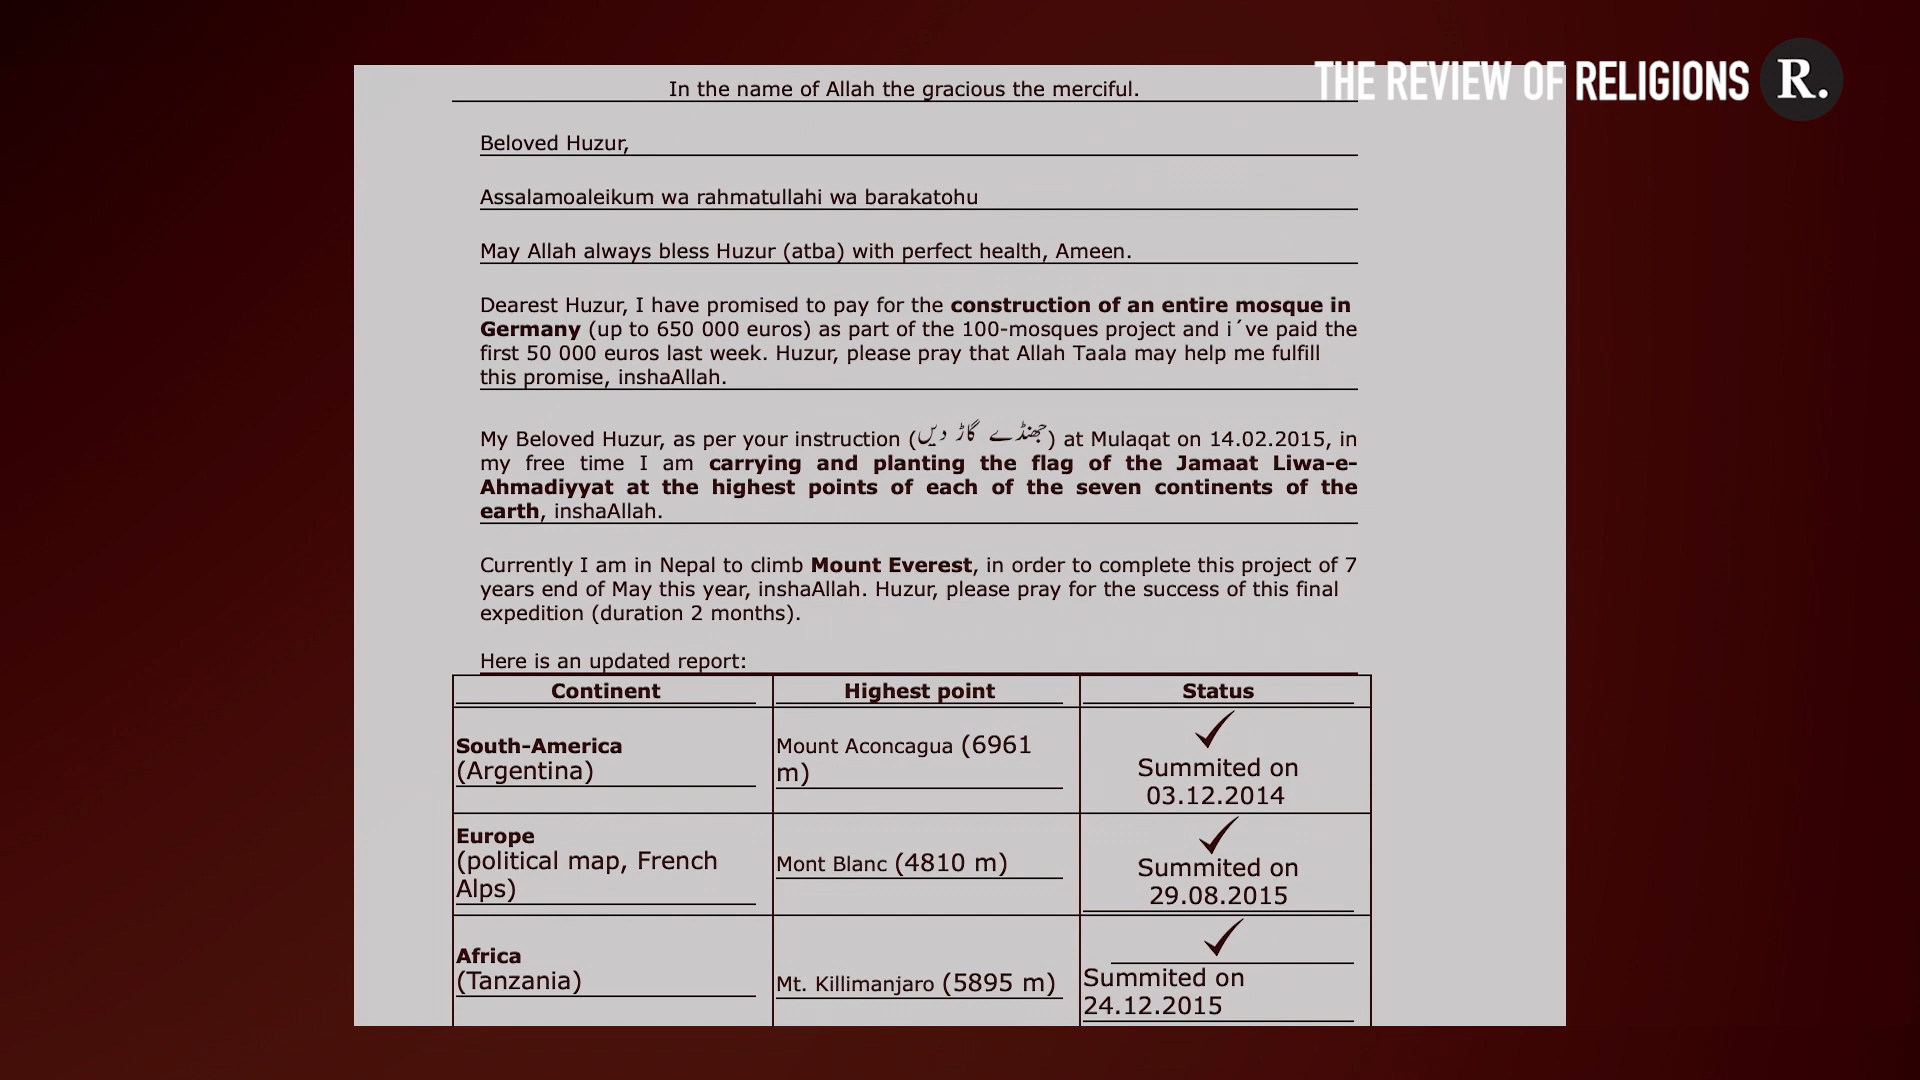 THE REVIEW OF RELIGIONS R.
In the name of Allah the gracious the merciful.
Beloved Huzur,
Assalamoaleikum wa rahmatullahi wa barakatohu
May Allah always bless Huzur (atba) with perfect health, Ameen.
Dearest Huzur, I have promised to pay for the construction of an entire mosque in
Germany (up to 650 000 euros) as part of the 100-mosques project and i´ve paid the
first 50 000 euros last week. Huzur, please pray that Allah Taala may help me fulfill
this promise, inshaAllah.
My Beloved Huzur, as per your instruction (جھنڈے گاڑ دیں) at Mulaqat on 14.02.2015, in
my free time I am carrying and planting the flag of the Jamaat Liwa-e-
Ahmadiyyat at the highest points of each of the seven continents of the
earth, inshaAllah.
Currently I am in Nepal to climb Mount Everest, in order to complete this project of 7
years end of May this year, inshaAllah. Huzur, please pray for the success of this final
expedition (duration 2 months).
Here is an updated report:
Continent Highest point Status
South-America
(Argentina)
Mount Aconcagua (6961
m)
✓
Summited on
03.12.2014
Europe
(political map, French
Alps)
Mont Blanc (4810 m)
✓
Summited on
29.08.2015
Africa
(Tanzania)
Mt. Killimanjaro (5895 m)
✓
Summited on
24.12.2015